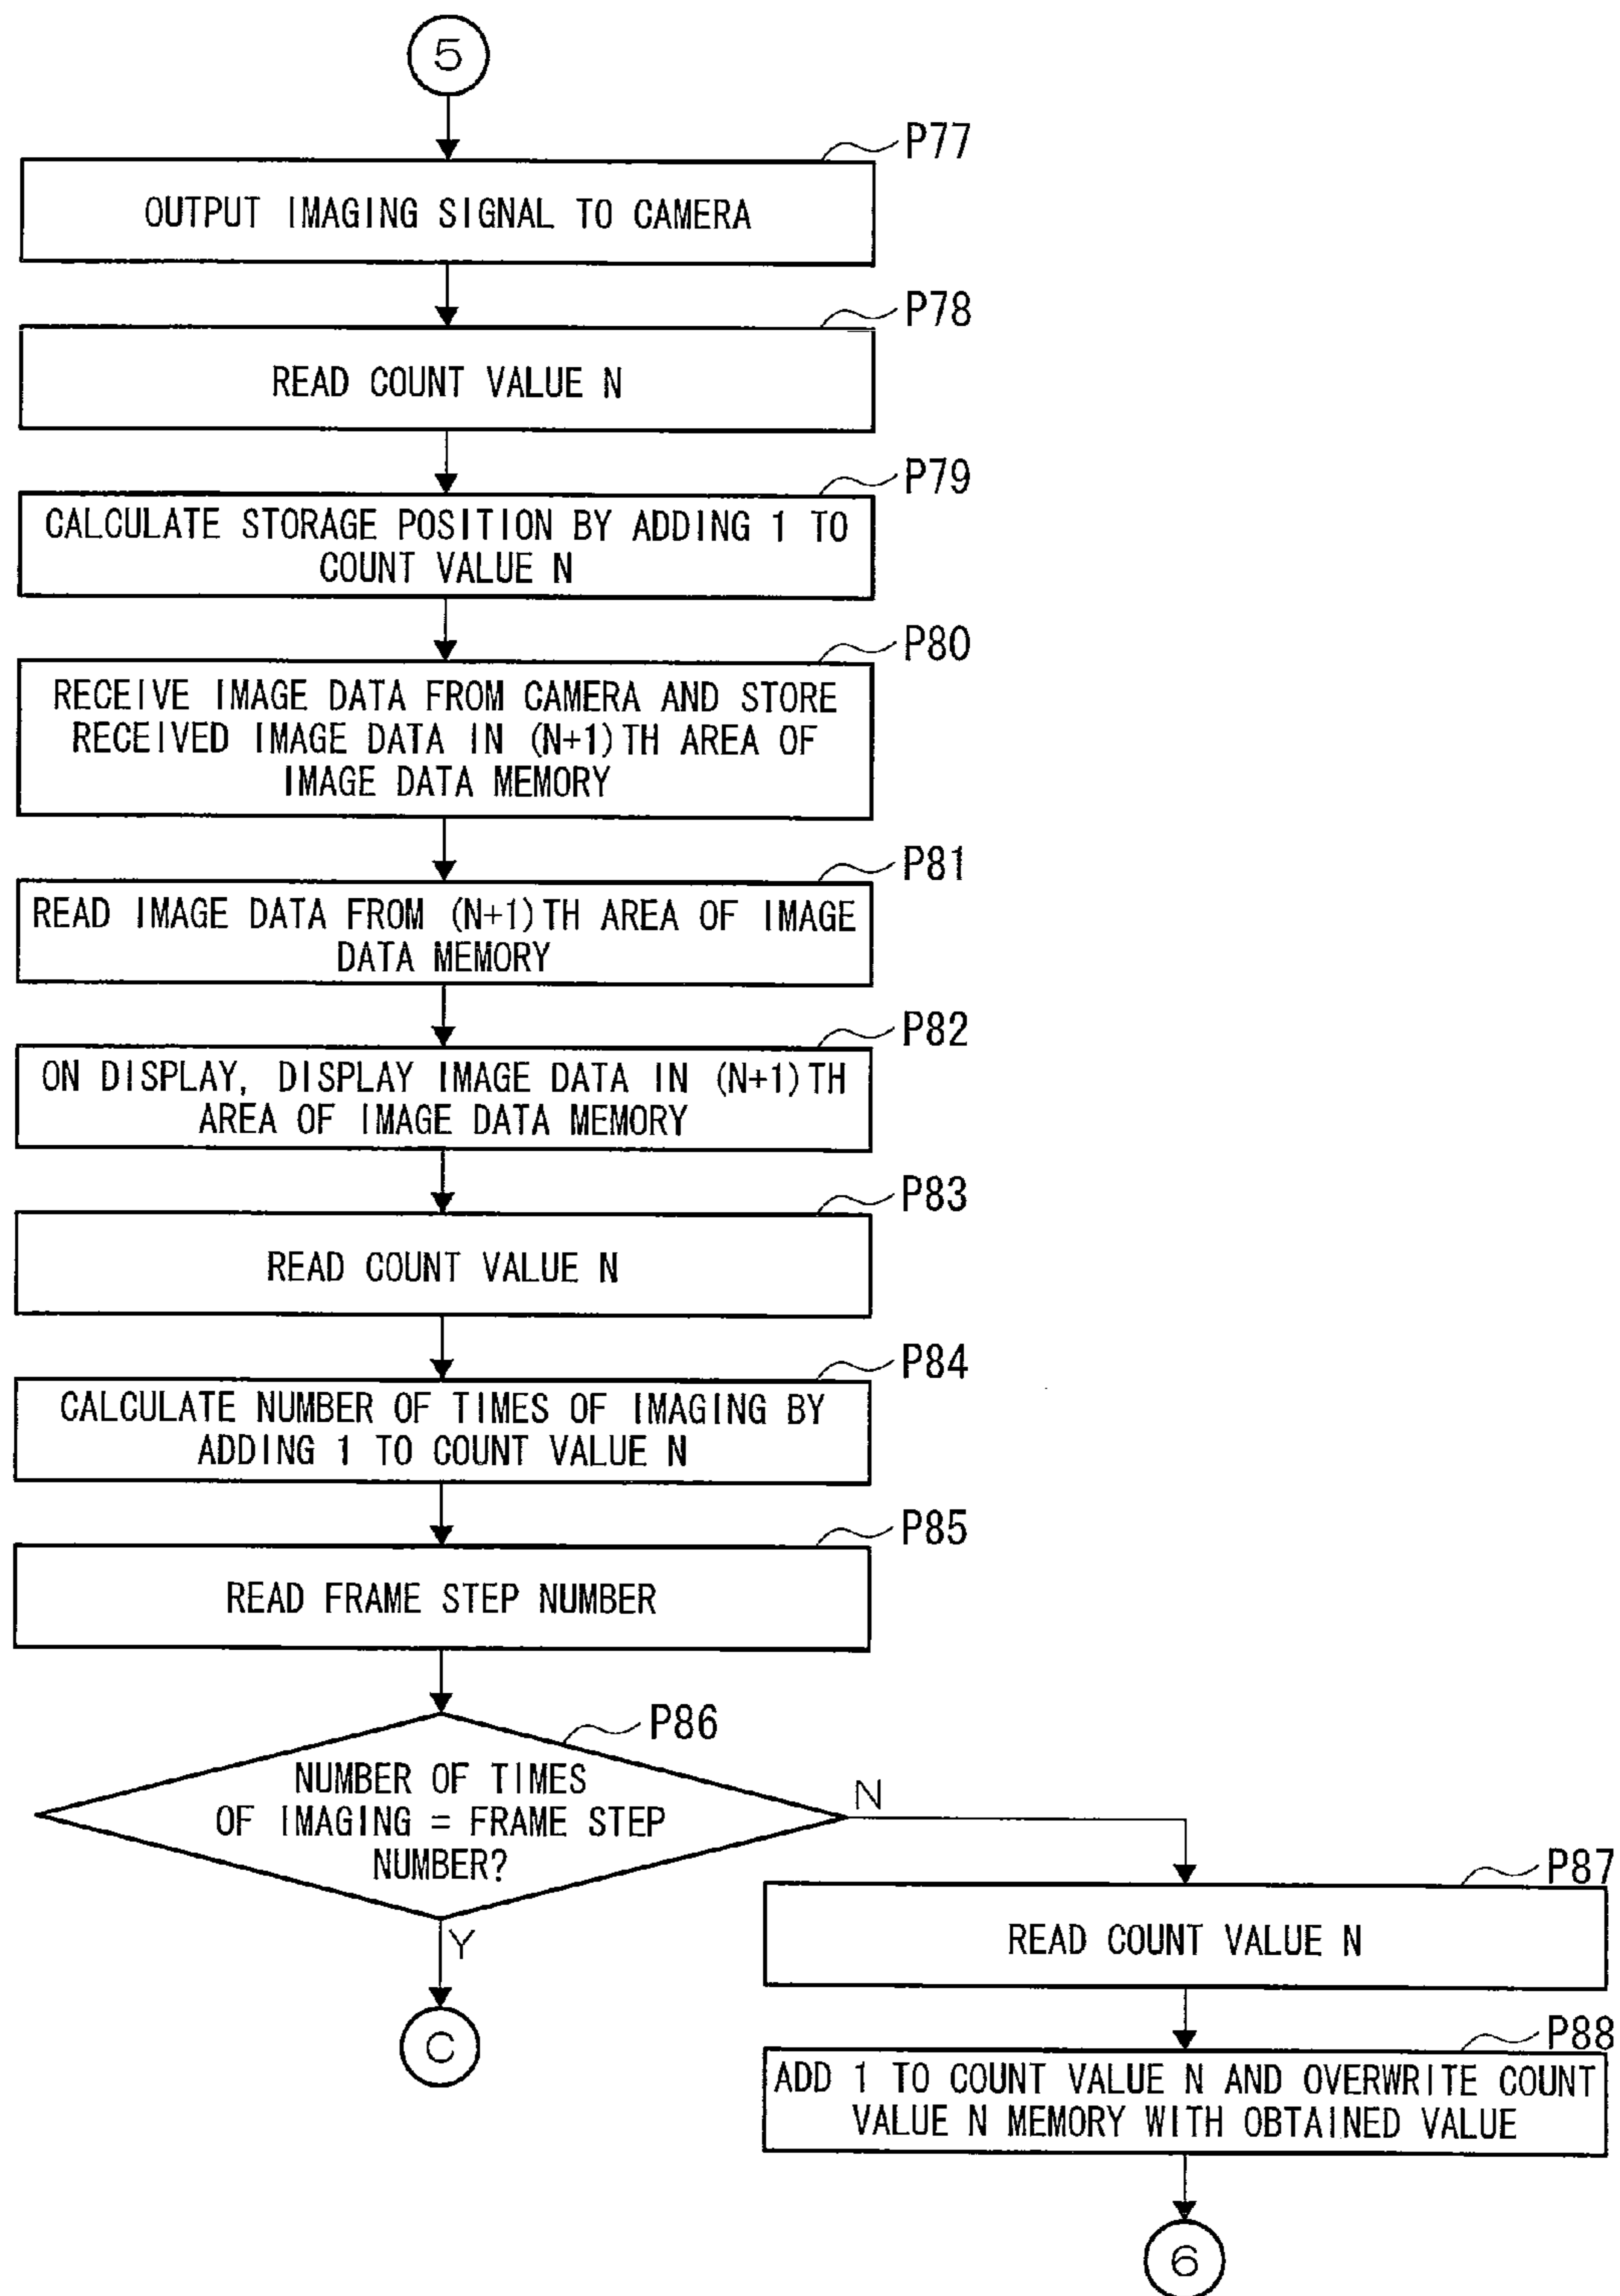 5
P77
OUTPUT IMAGING SIGNAL TO CAMERA
P78
READ COUNT VALUE N
P79
CALCULATE STORAGE POSITION BY ADDING 1 TO
COUNT VALUE N
P80
RECEIVE IMAGE DATA FROM CAMERA AND STORE
RECEIVED IMAGE DATA IN (N+1)TH AREA OF
IMAGE DATA MEMORY
P81
READ IMAGE DATA FROM (N+1)TH AREA OF IMAGE
DATA MEMORY
P82
ON DISPLAY, DISPLAY IMAGE DATA IN (N+1)TH
AREA OF IMAGE DATA MEMORY
P83
READ COUNT VALUE N
P84
CALCULATE NUMBER OF TIMES OF IMAGING BY
ADDING 1 TO COUNT VALUE N
P85
READ FRAME STEP NUMBER
P86
NUMBER OF TIMES
OF IMAGING = FRAME STEP
NUMBER?
N
Y
C
P87
READ COUNT VALUE N
P88
ADD 1 TO COUNT VALUE N AND OVERWRITE COUNT
VALUE N MEMORY WITH OBTAINED VALUE
6